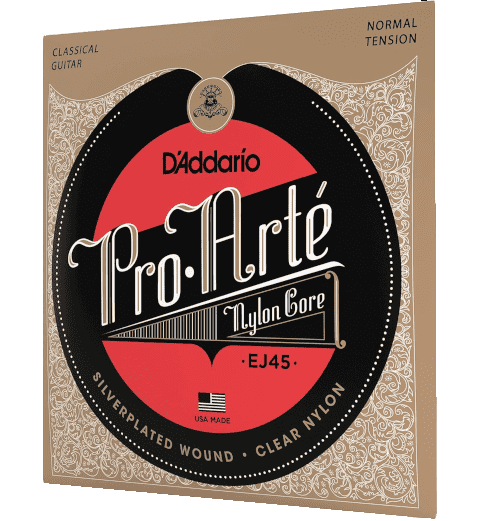 CLASSICAL
GUITAR
NORMAL
TENSION
D'Addario
Pro·Arté
Nylon Core
·EJ45·
USA MADE
SILVERPLATED WOUND · CLEAR NYLON